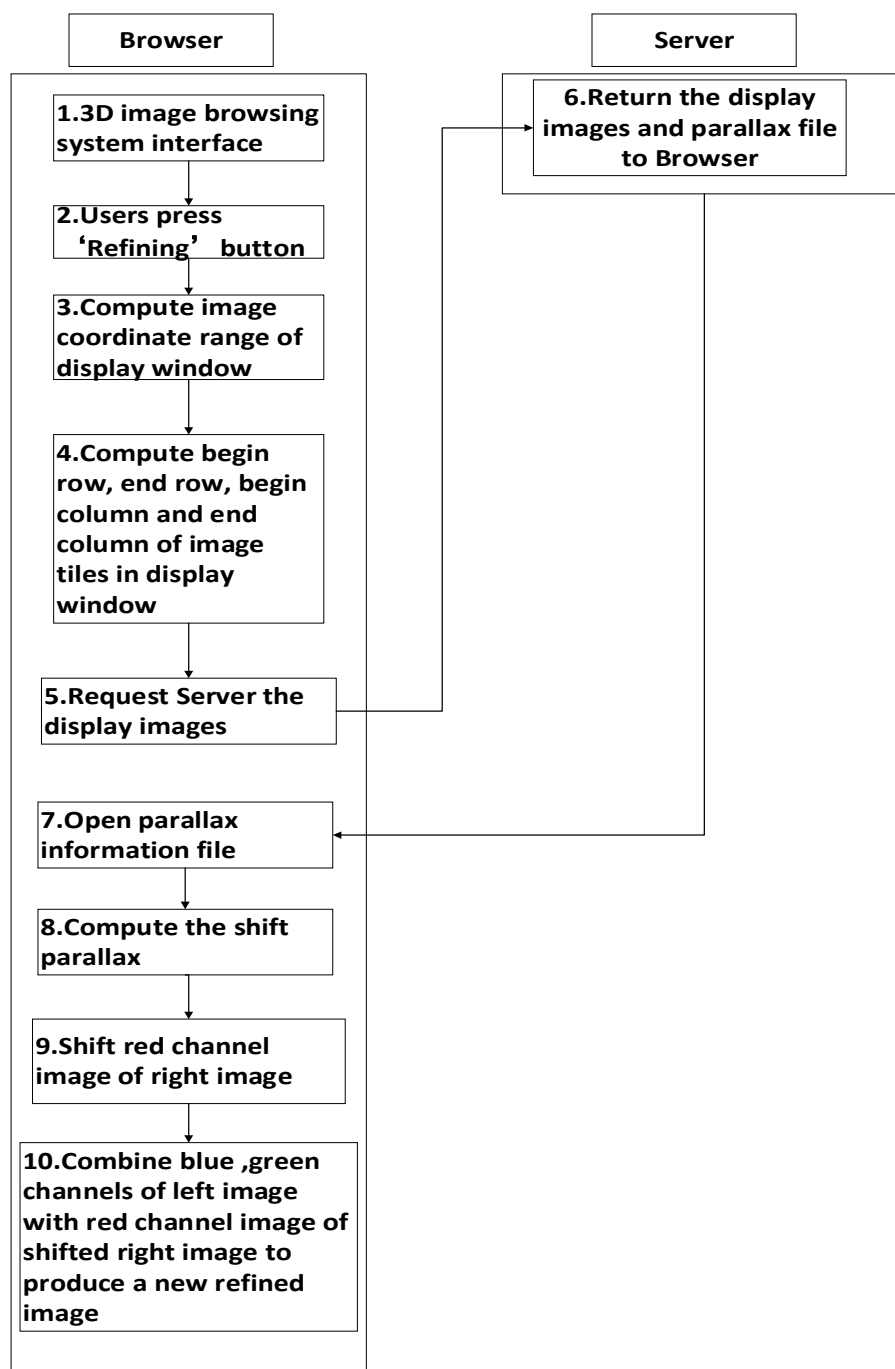 Browser
Server
1.3D image browsing
system interface
2.Users press
‘Refining’ button
3.Compute image
coordinate range of
display window
4.Compute begin
row, end row, begin
column and end
column of image
tiles in display
window
5.Request Server the
display images
6.Return the display
images and parallax file
to Browser
7.Open parallax
information file
8.Compute the shift
parallax
9.Shift red channel
image of right image
10.Combine blue ,green
channels of left image
with red channel image of
shifted right image to
produce a new refined
image